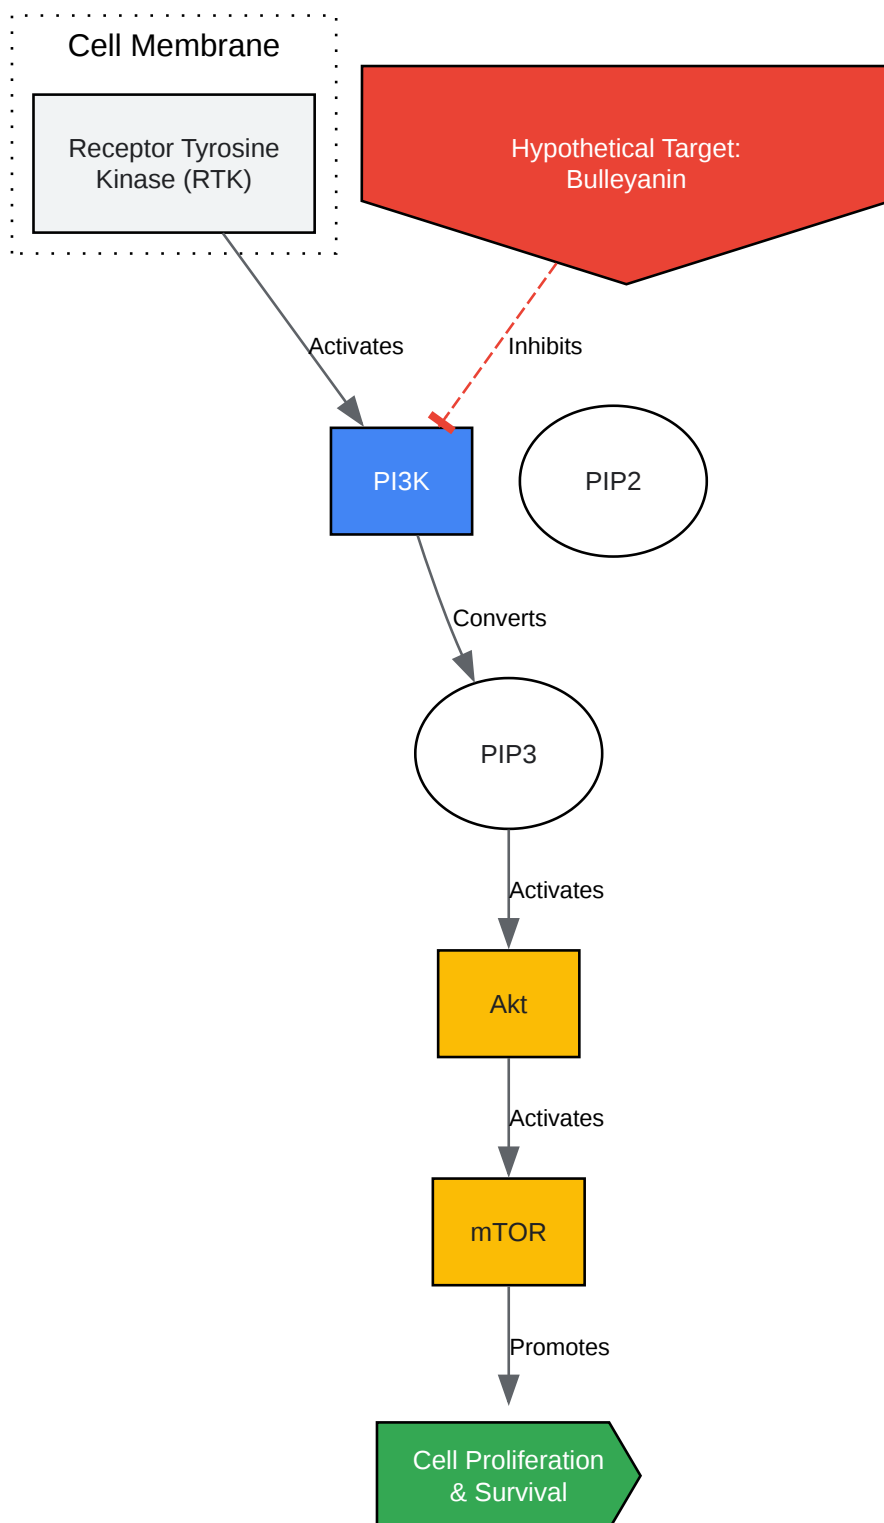 Cell Membrane
Receptor Tyrosine
Kinase (RTK)
Hypothetical Target:
Bulleyanin
Activates
Inhibits
PI3K
PIP2
Converts
PIP3
Activates
Akt
Activates
mTOR
Promotes
Cell Proliferation
& Survival